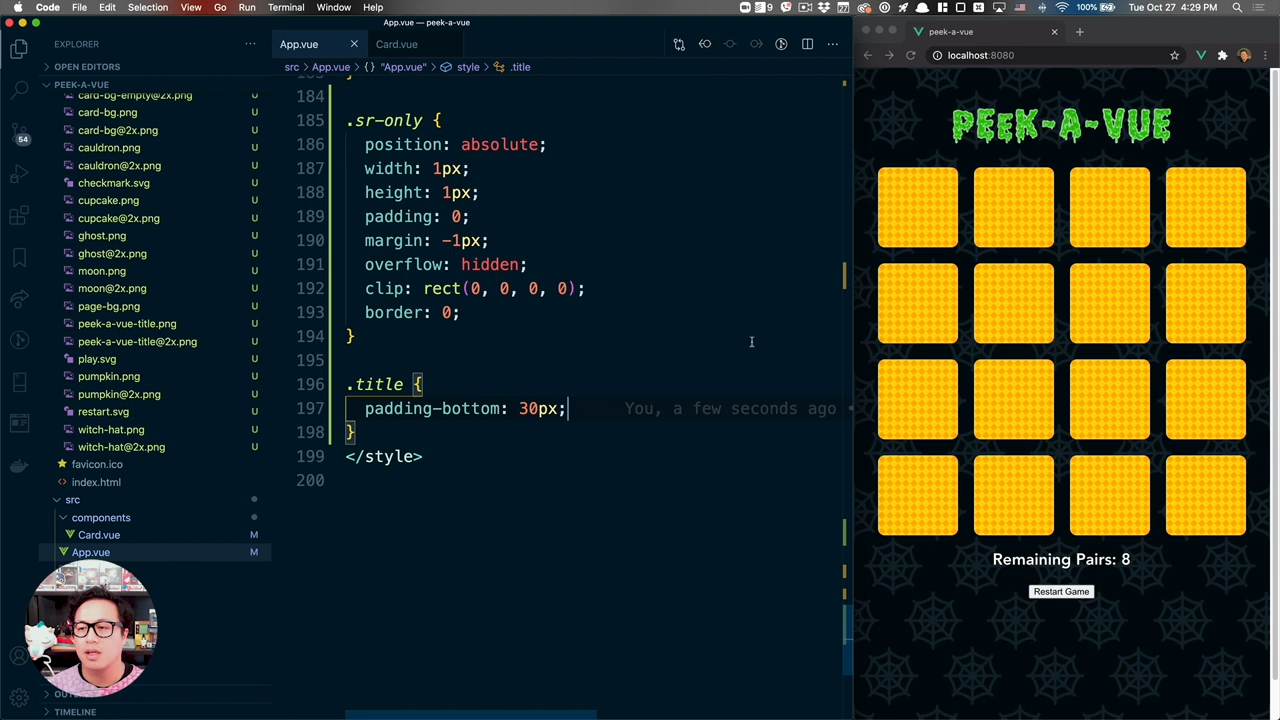 Code File Edit Selection View Go Run Terminal Window Help
9 27 100% Tue Oct 27 4:29 PM
App.vue — peek-a-vue
peek-a-vue
EXPLORER
App.vue
Card.vue
localhost:8080
src > App.vue > {} "App.vue" > style > .title
OPEN EDITORS
PEEK-A-VUE
card-bg-empty@2x.png U
card-bg.png U
card-bg@2x.png U
cauldron.png U
cauldron@2x.png U
checkmark.svg U
cupcake.png U
cupcake@2x.png U
ghost.png U
ghost@2x.png U
moon.png U
moon@2x.png U
page-bg.png U
peek-a-vue-title.png U
peek-a-vue-title@2x.png U
play.svg U
pumpkin.png U
pumpkin@2x.png U
restart.svg U
witch-hat.png U
witch-hat@2x.png U
favicon.ico
index.html
src
components
Card.vue M
App.vue M
TIMELINE
54
184
185 .sr-only {
186 position: absolute;
187 width: 1px;
188 height: 1px;
189 padding: 0;
190 margin: -1px;
191 overflow: hidden;
192 clip: rect(0, 0, 0, 0);
193 border: 0;
194 }
195
196 .title {
197 padding-bottom: 30px; You, a few seconds ago •
198 }
199 </style>
200
PEEK-A-VUE
Remaining Pairs: 8
Restart Game